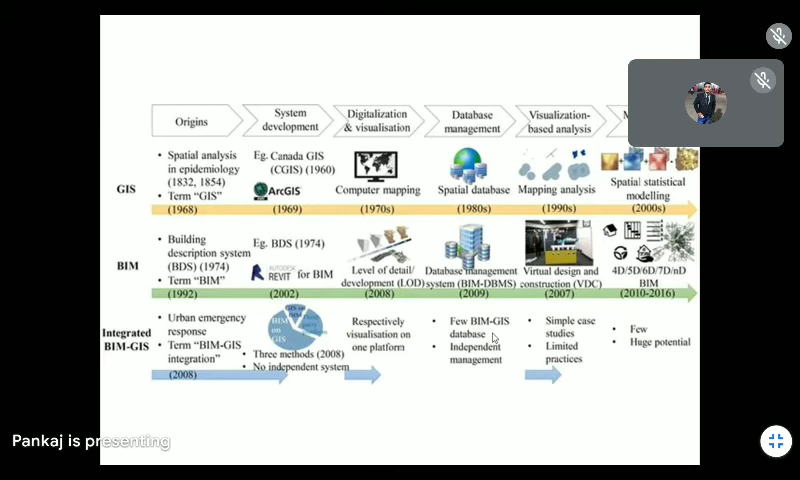 Origins
System
development
Digitalization
& visualisation
Database
management
Visualization-
based analysis
GIS
• Spatial analysis
in epidemiology
(1832, 1854)
• Term “GIS”
(1968)
Eg. Canada GIS
(CGIS) (1960)
ArcGIS
(1969)
Computer mapping
(1970s)
Spatial database
(1980s)
Mapping analysis
(1990s)
Spatial statistical
modelling
(2000s)
BIM
• Building
description system
(BDS) (1974)
• Term “BIM”
(1992)
Eg. BDS (1974)
AUTODESK
REVIT for BIM
(2002)
Level of detail/
development (LOD)
(2008)
Database management
system (BIM-DBMS)
(2009)
Virtual design and
construction (VDC)
(2007)
4D/5D/6D/7D/nD
BIM
(2010-2016)
Integrated
BIM-GIS
• Urban emergency
response
• Term “BIM-GIS
integration”
(2008)
BIM
on
GIS
• Three methods (2008)
• No independent system
Respectively
visualisation on
one platform
• Few BIM-GIS
database
• Independent
management
• Simple case
studies
• Limited
practices
• Few
• Huge potential
Pankaj is presenting